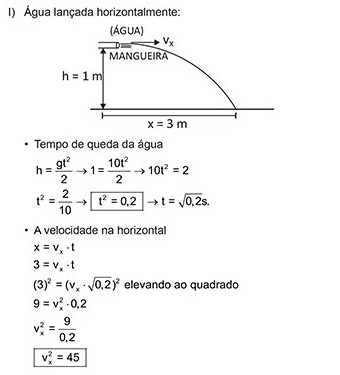 I) Água lançada horizontalmente:
(ÁGUA)
vₓ
MANGUEIRA
h = 1 m
x = 3 m
• Tempo de queda da água
h = gt²/2 → 1 = 10t²/2 → 10t² = 2
t² = 2/10 → t² = 0,2 → t = √0,2s.
• A velocidade na horizontal
x = vₓ · t
3 = vₓ · t
(3)² = (vₓ · √0,2)² elevando ao quadrado
9 = vₓ² · 0,2
vₓ² = 9/0,2
vₓ² = 45